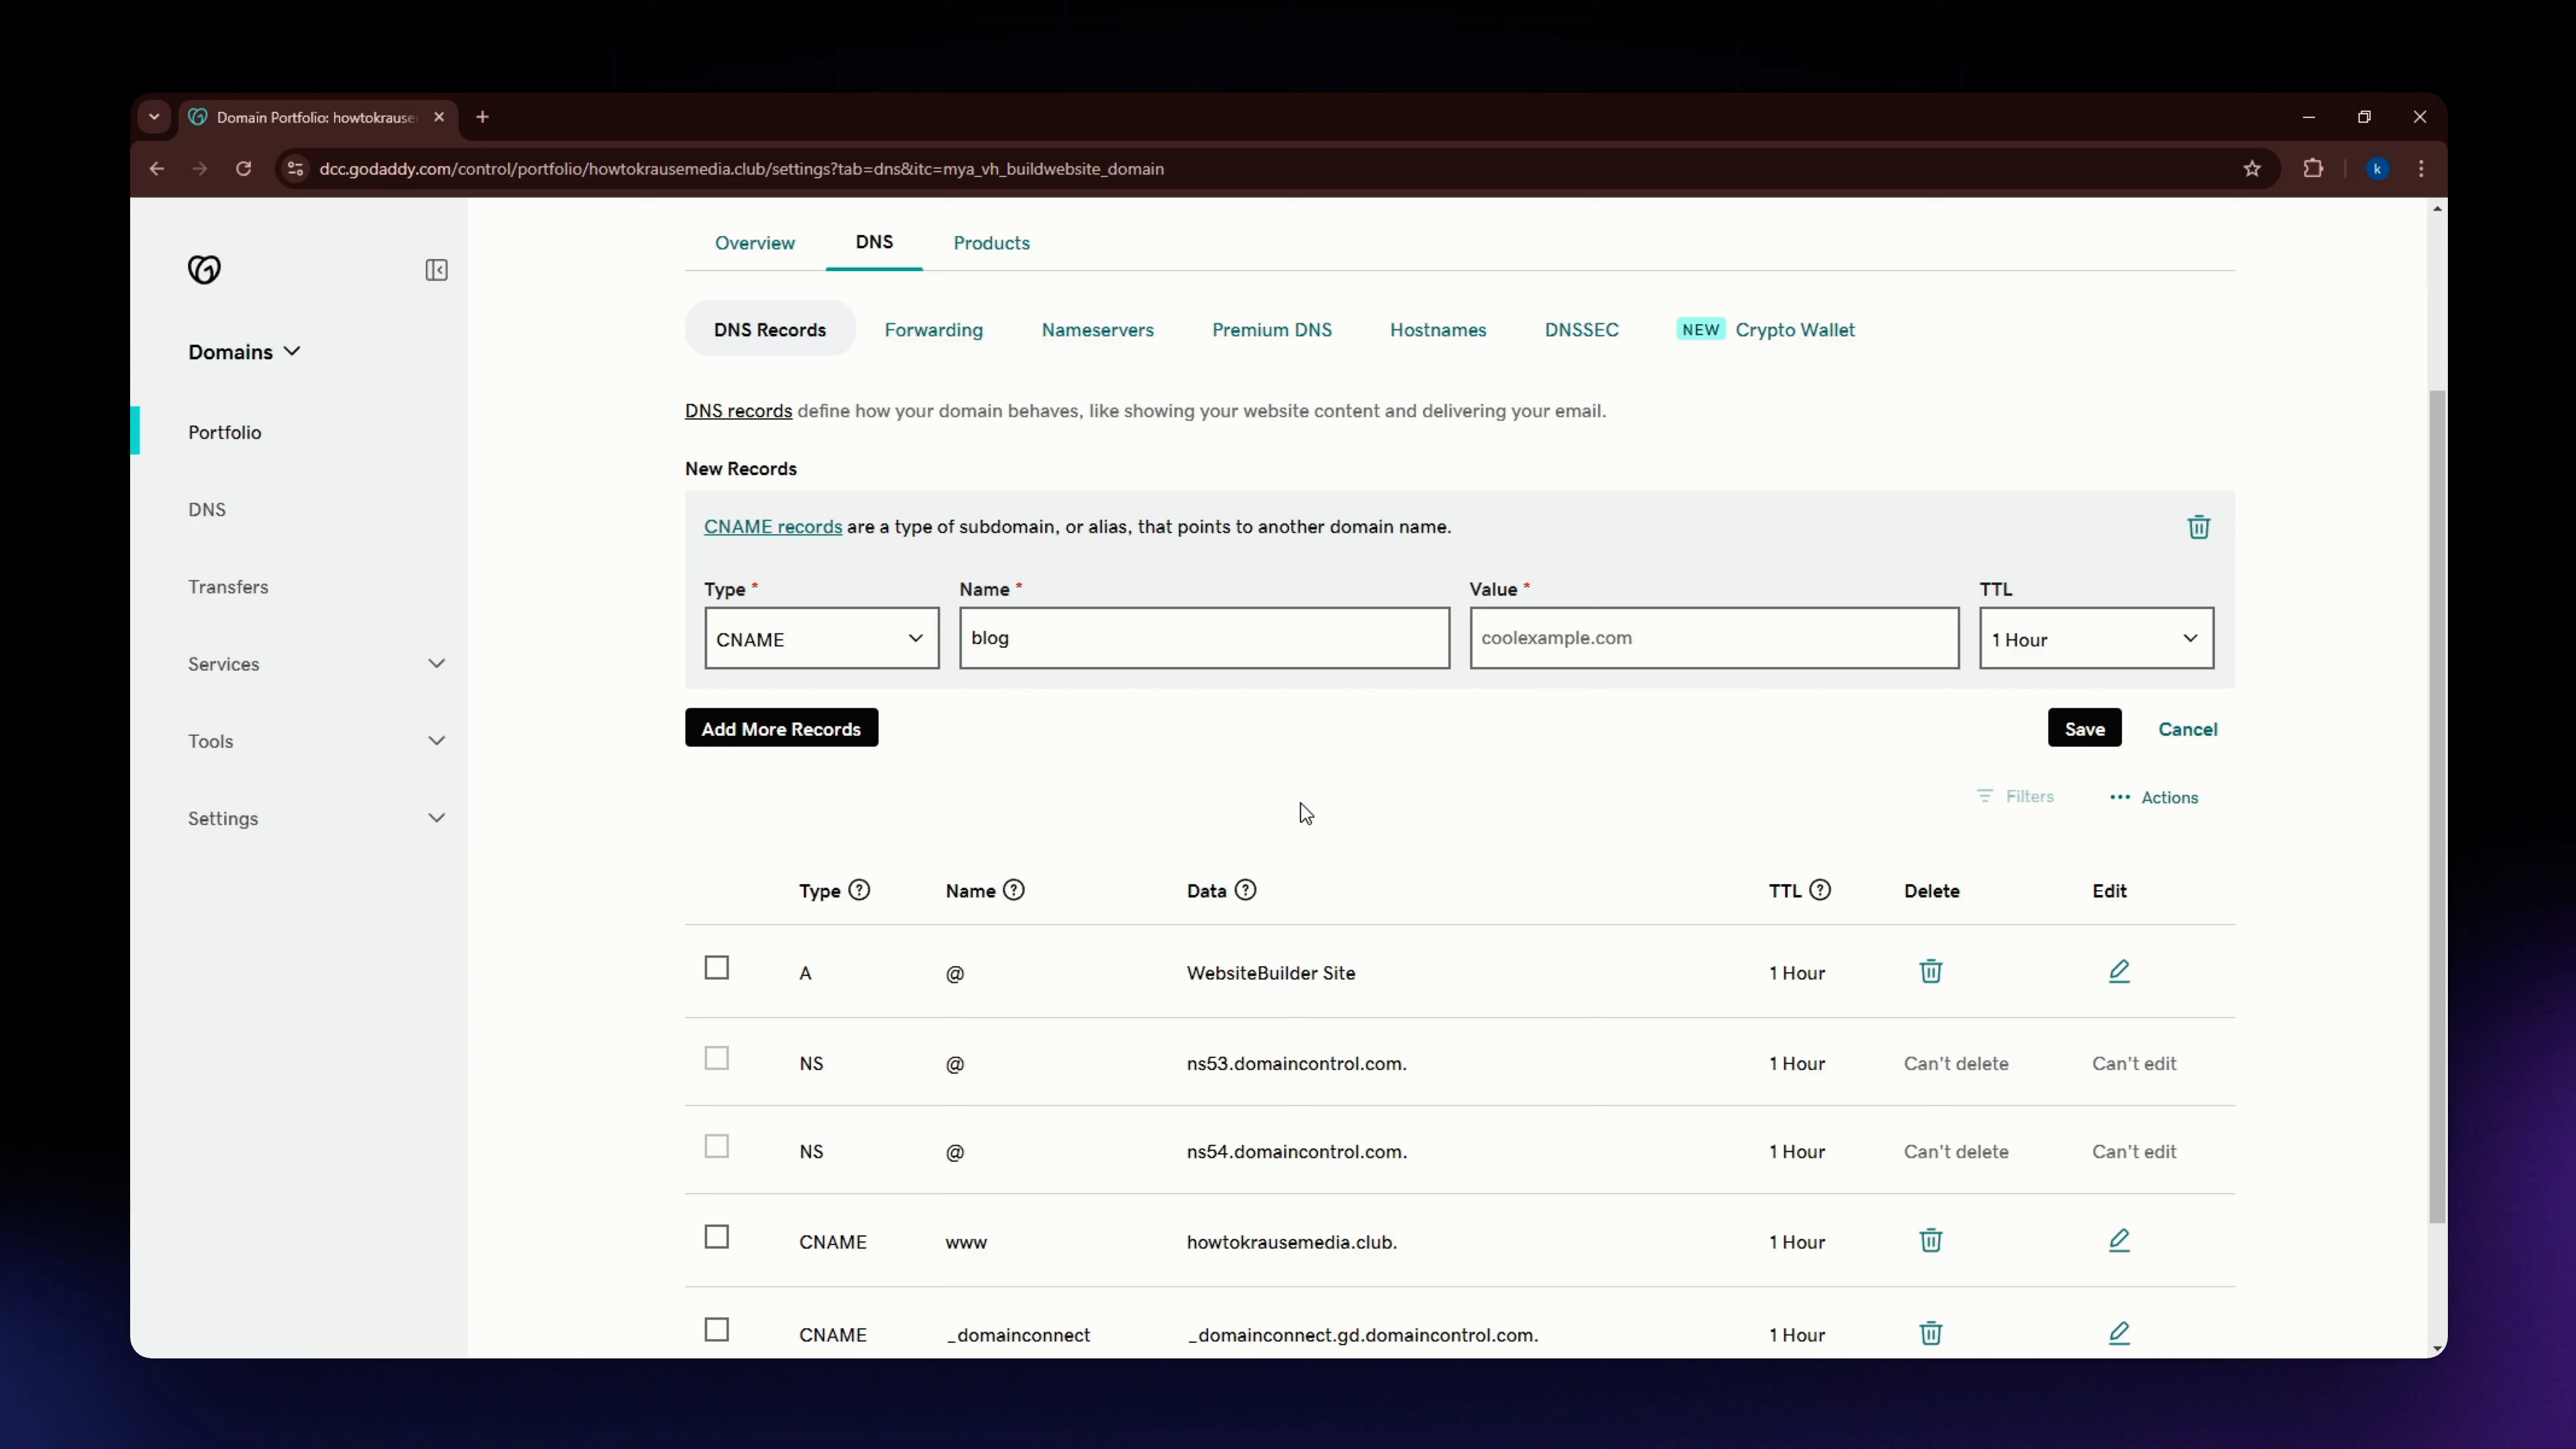 Domain Portfolio: howtokrause
dcc.godaddy.com/control/portfolio/howtokrausemedia.club/settings?tab=dns&itc=mya_vh_buildwebsite_domain
k
Domains
Portfolio
DNS
Transfers
Services
Tools
Settings
Overview DNS Products
DNS Records Forwarding Nameservers Premium DNS Hostnames DNSSEC NEW Crypto Wallet
DNS records define how your domain behaves, like showing your website content and delivering your email.
New Records
CNAME records are a type of subdomain, or alias, that points to another domain name.
Type * Name * Value * TTL
CNAME blog coolexample.com 1 Hour
Add More Records Save Cancel
Filters ... Actions
Type ? Name ? Data ? TTL ? Delete Edit
A @ WebsiteBuilder Site 1 Hour
NS @ ns53.domaincontrol.com. 1 Hour Can't delete Can't edit
NS @ ns54.domaincontrol.com. 1 Hour Can't delete Can't edit
CNAME www howtokrausemedia.club. 1 Hour
CNAME _domainconnect _domainconnect.gd.domaincontrol.com. 1 Hour